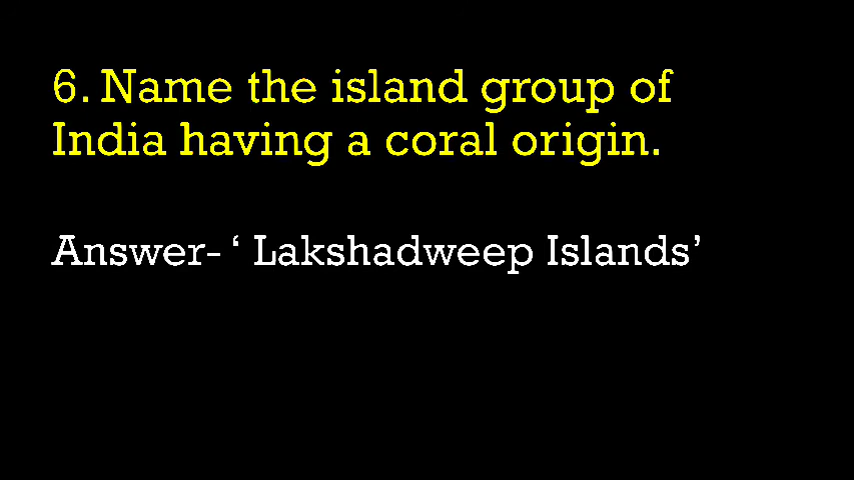 6. Name the island group of
India having a coral origin.
Answer- ‘ Lakshadweep Islands’